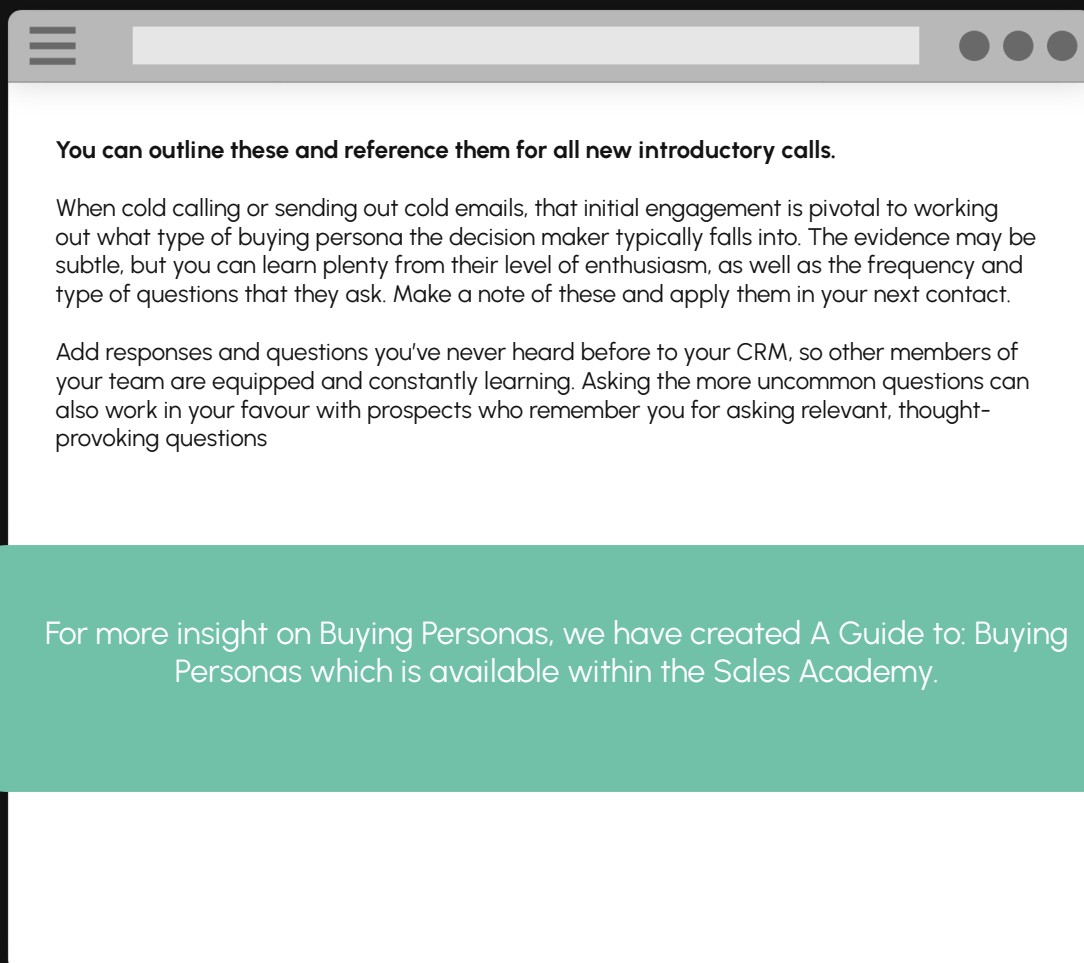 You can outline these and reference them for all new introductory calls.
When cold calling or sending out cold emails, that initial engagement is pivotal to working
out what type of buying persona the decision maker typically falls into. The evidence may be
subtle, but you can learn plenty from their level of enthusiasm, as well as the frequency and
type of questions that they ask. Make a note of these and apply them in your next contact.
Add responses and questions you've never heard before to your CRM, so other members of
your team are equipped and constantly learning. Asking the more uncommon questions can
also work in your favour with prospects who remember you for asking relevant, thought-
provoking questions
For more insight on Buying Personas, we have created A Guide to: Buying
Personas which is available within the Sales Academy.